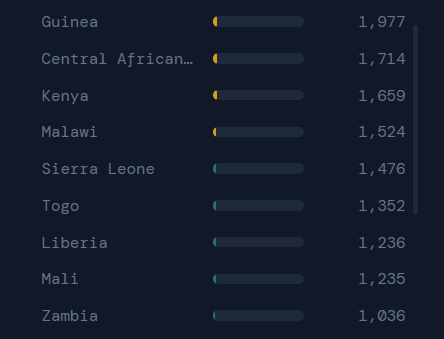 Guinea 1,977
Central African… 1,714
Kenya 1,659
Malawi 1,524
Sierra Leone 1,476
Togo 1,352
Liberia 1,236
Mali 1,235
Zambia 1,036